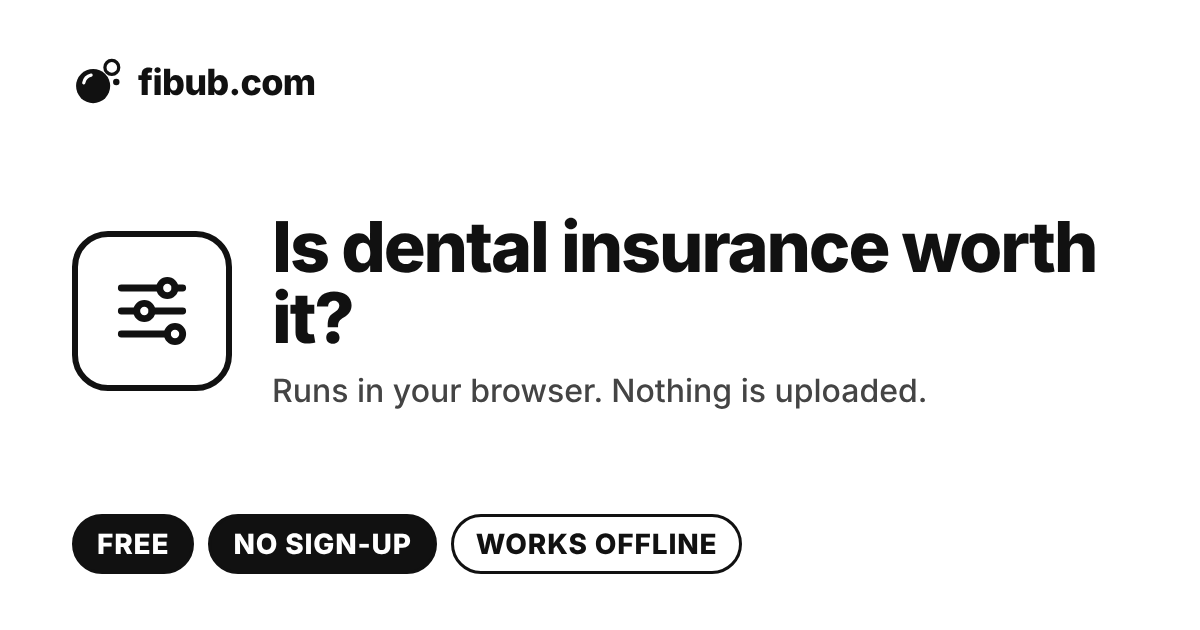 fibub.com
Is dental insurance worth
it?
Runs in your browser. Nothing is uploaded.
FREE
NO SIGN-UP
WORKS OFFLINE